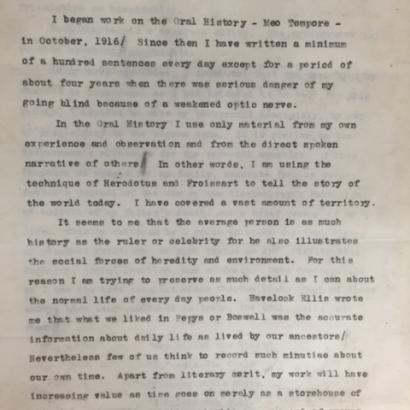 I began work on the Oral History - Meo Tempore -
in October, 1916/ Since then I have written a minimum
of a hundred sentences every day except for a period of
about four years when there was serious danger of my
going blind because of a weakened optic nerve.
In the Oral History I use only material from my own
experience and observation and from the direct spoken
narrative of others/ In other words, I am using the
technique of Herodotus and Froissart to tell the story of
the world today. I have covered a vast amount of territory.
It seems to me that the average person is as much
history as the ruler or celebrity for he also illustrates
the social forces of heredity and environment. For this
reason I am trying to preserve as much detail as I can about
the normal life of every day people. Havelock Ellis wrote
me that what we liked in Pepys or Boswell was the accurate
information about daily life as lived by our ancestors/
Nevertheless few of us think to record such minutiae about
our own time. Apart from literary merit, my work will have
increasing value as time goes on merely as a storehouse of